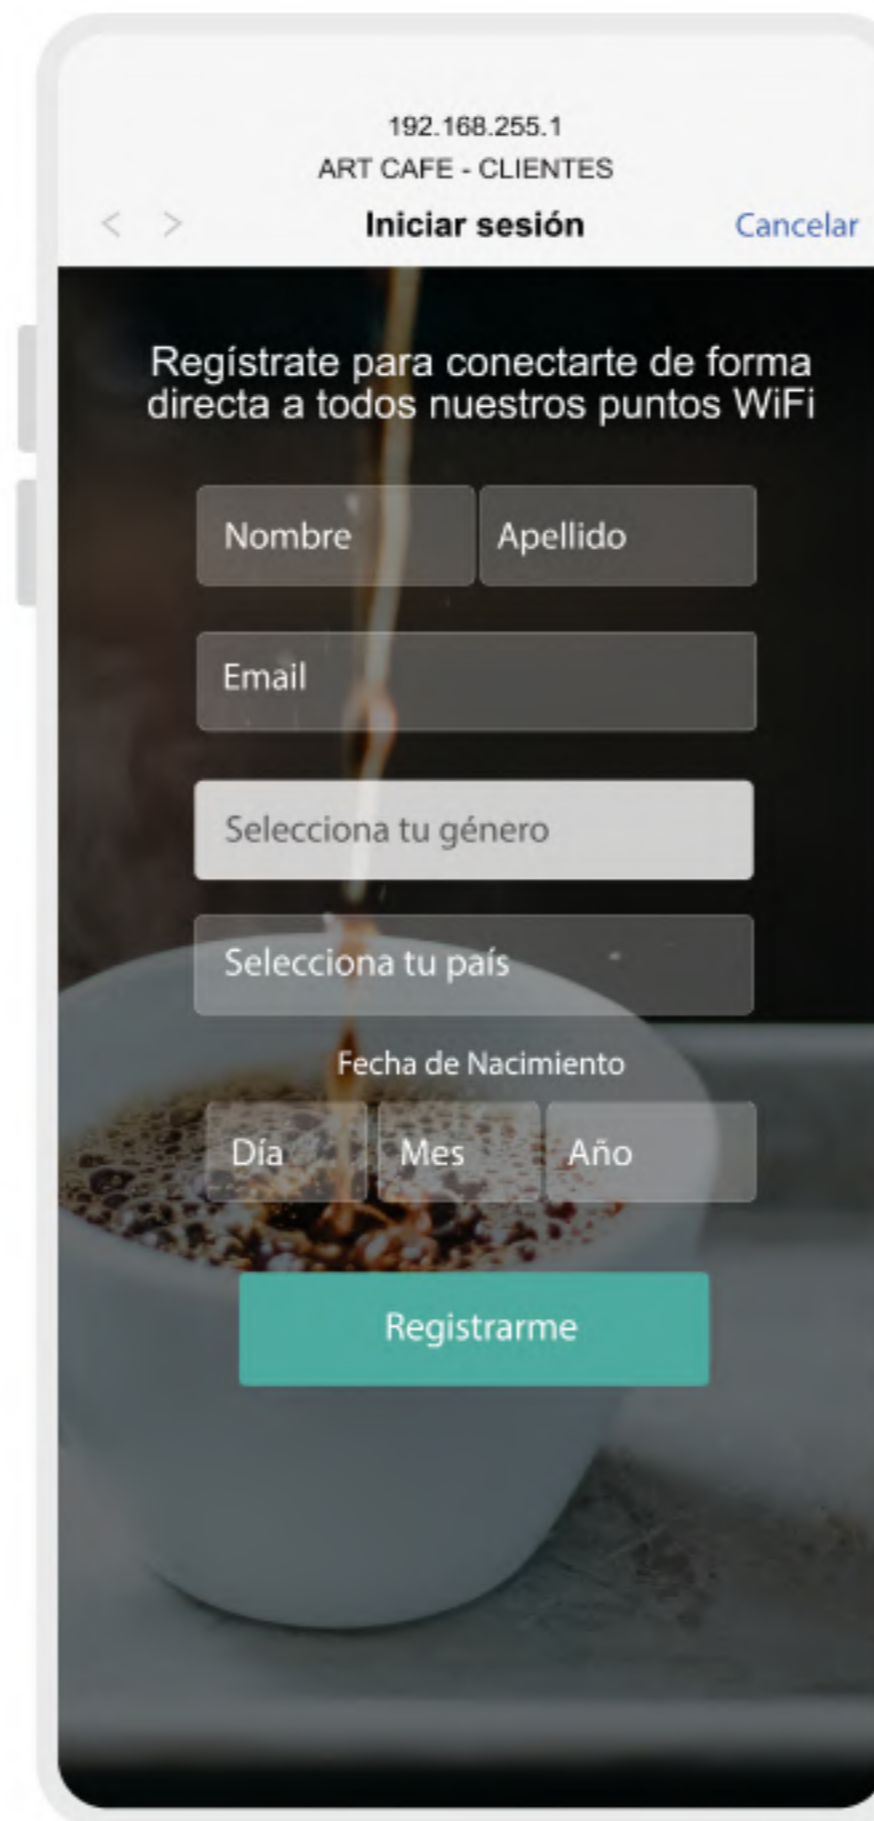 192.168.255.1
ART CAFE - CLIENTES
< > Iniciar sesión Cancelar
Regístrate para conectarte de forma
directa a todos nuestros puntos WiFi
Nombre Apellido
Email
Selecciona tu género
Selecciona tu país
Fecha de Nacimiento
Día Mes Año
Registrarme